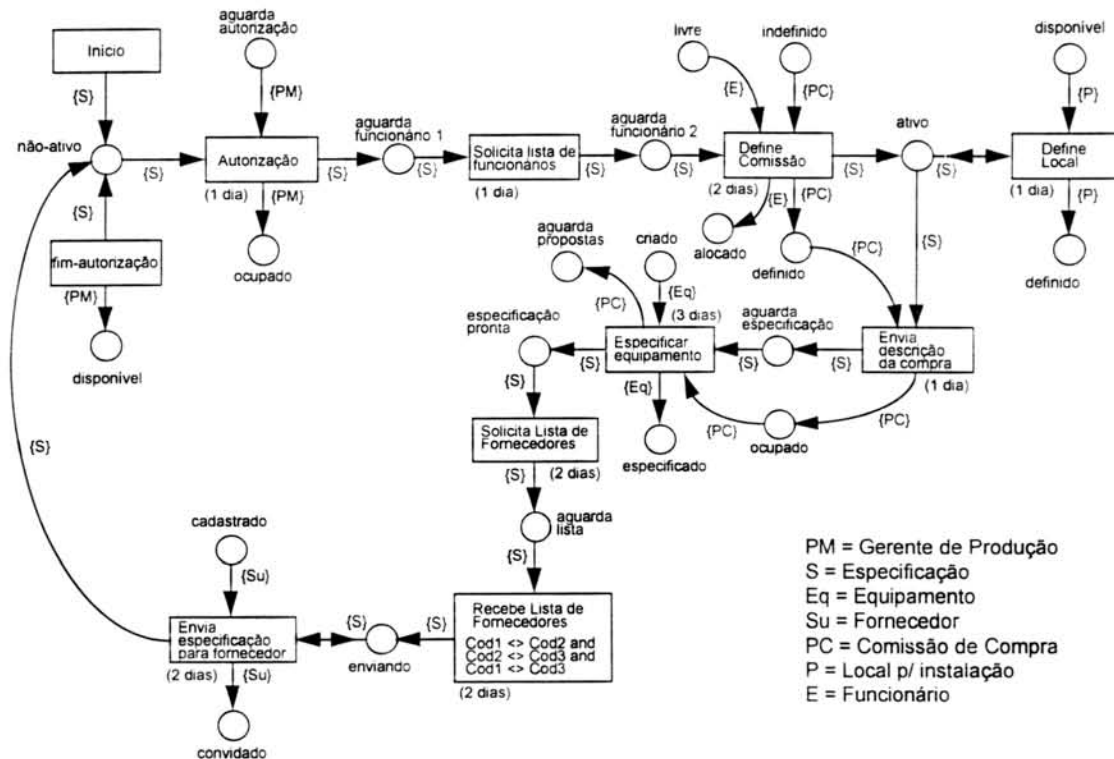 aguarda
autorização
livre
indefinido
disponível
Início
{S}
{PM}
{E}
{PC}
{P}
não-ativo
aguarda
funcionário 1
aguarda
funcionário 2
ativo
{S}
Autorização
{S}
{S}
Solicita lista de
funcionários
{S}
{S}
Define
Comissão
{S}
{S}
Define
Local
(1 dia)
{PM}
(1 dia)
(2 dias)
{E}
{PC}
(1 dia)
{P}
{S}
fim-autorização
{PM}
disponível
ocupado
aguarda
propostas
criado
alocado
definido
{PC}
{S}
definido
{PC}
{Eq}
(3 dias)
especificação
pronta
aguarda
especificação
Especificar
equipamento
{S}
{S}
{S}
Envia
descrição
da compra
(1 dia)
{S}
{Eq}
{PC}
{PC}
ocupado
especificado
Solicita Lista de
Fornecedores
{S}
(2 dias)
{S}
aguarda
lista
{S}
cadastrado
{Su}
Envia
especificação
para fornecedor
{S}
{S}
enviando
Recebe Lista de
Fornecedores
Cod1 <> Cod2 and
Cod2 <> Cod3 and
Cod1 <> Cod3
(2 dias)
(2 dias)
{Su}
convidado
PM = Gerente de Produção
S = Especificação
Eq = Equipamento
Su = Fornecedor
PC = Comissão de Compra
P = Local p/ instalação
E = Funcionário